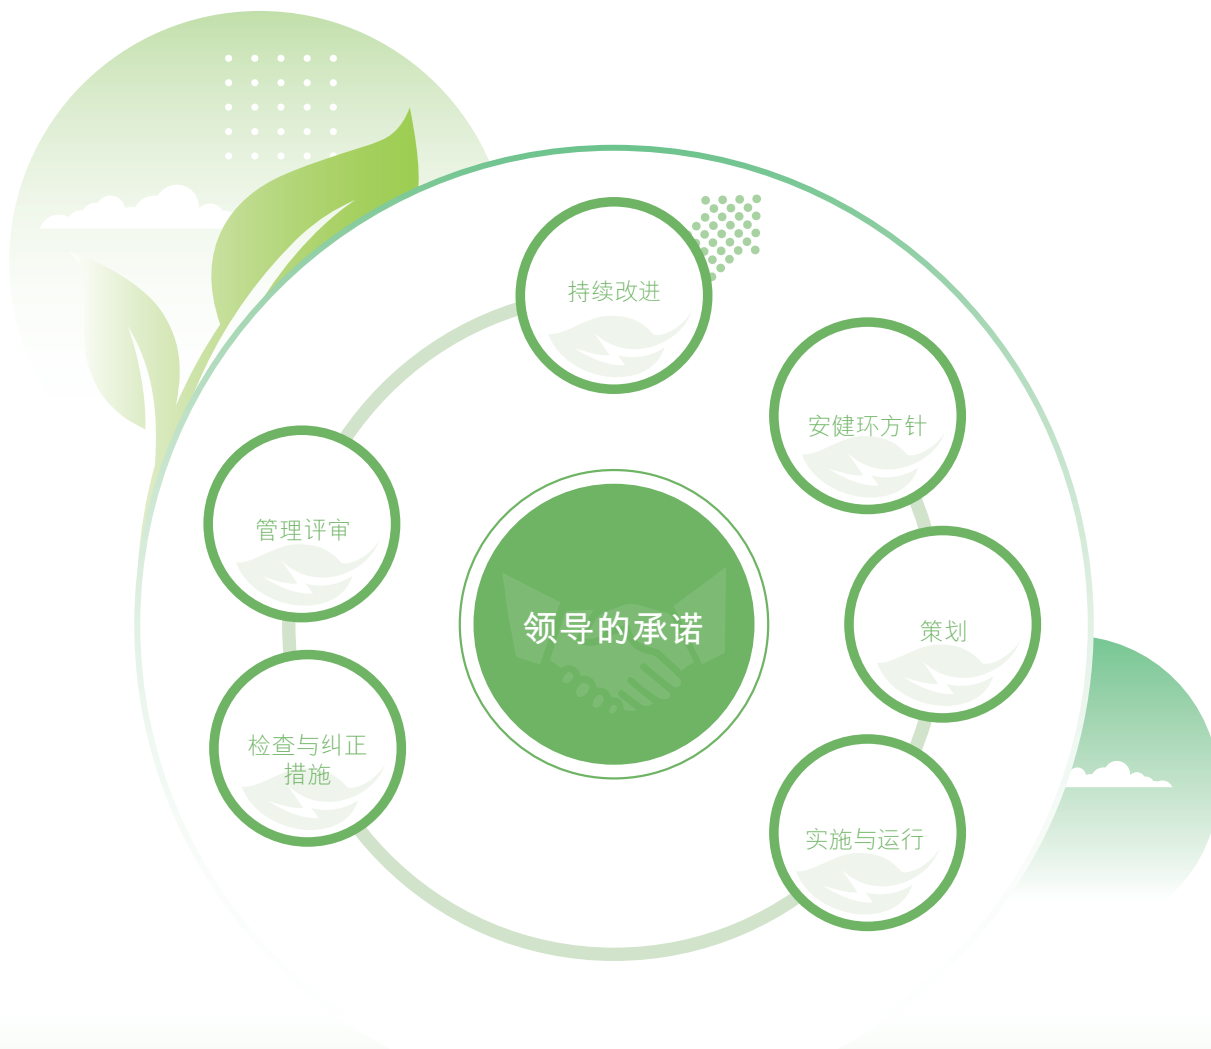 持续改进
安健环方针
管理评审
领导的承诺
策划
检查与纠正
措施
实施与运行